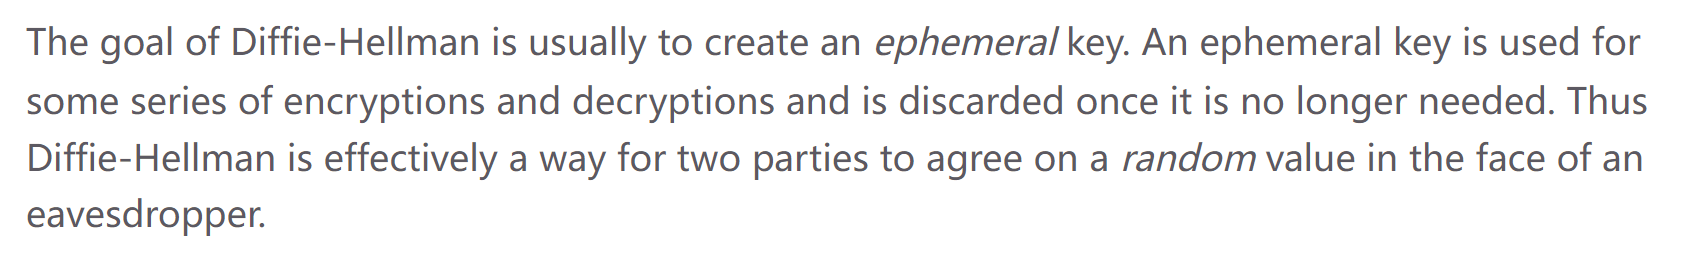 The goal of Diffie-Hellman is usually to create an ephemeral key. An ephemeral key is used for
some series of encryptions and decryptions and is discarded once it is no longer needed. Thus
Diffie-Hellman is effectively a way for two parties to agree on a random value in the face of an
eavesdropper.